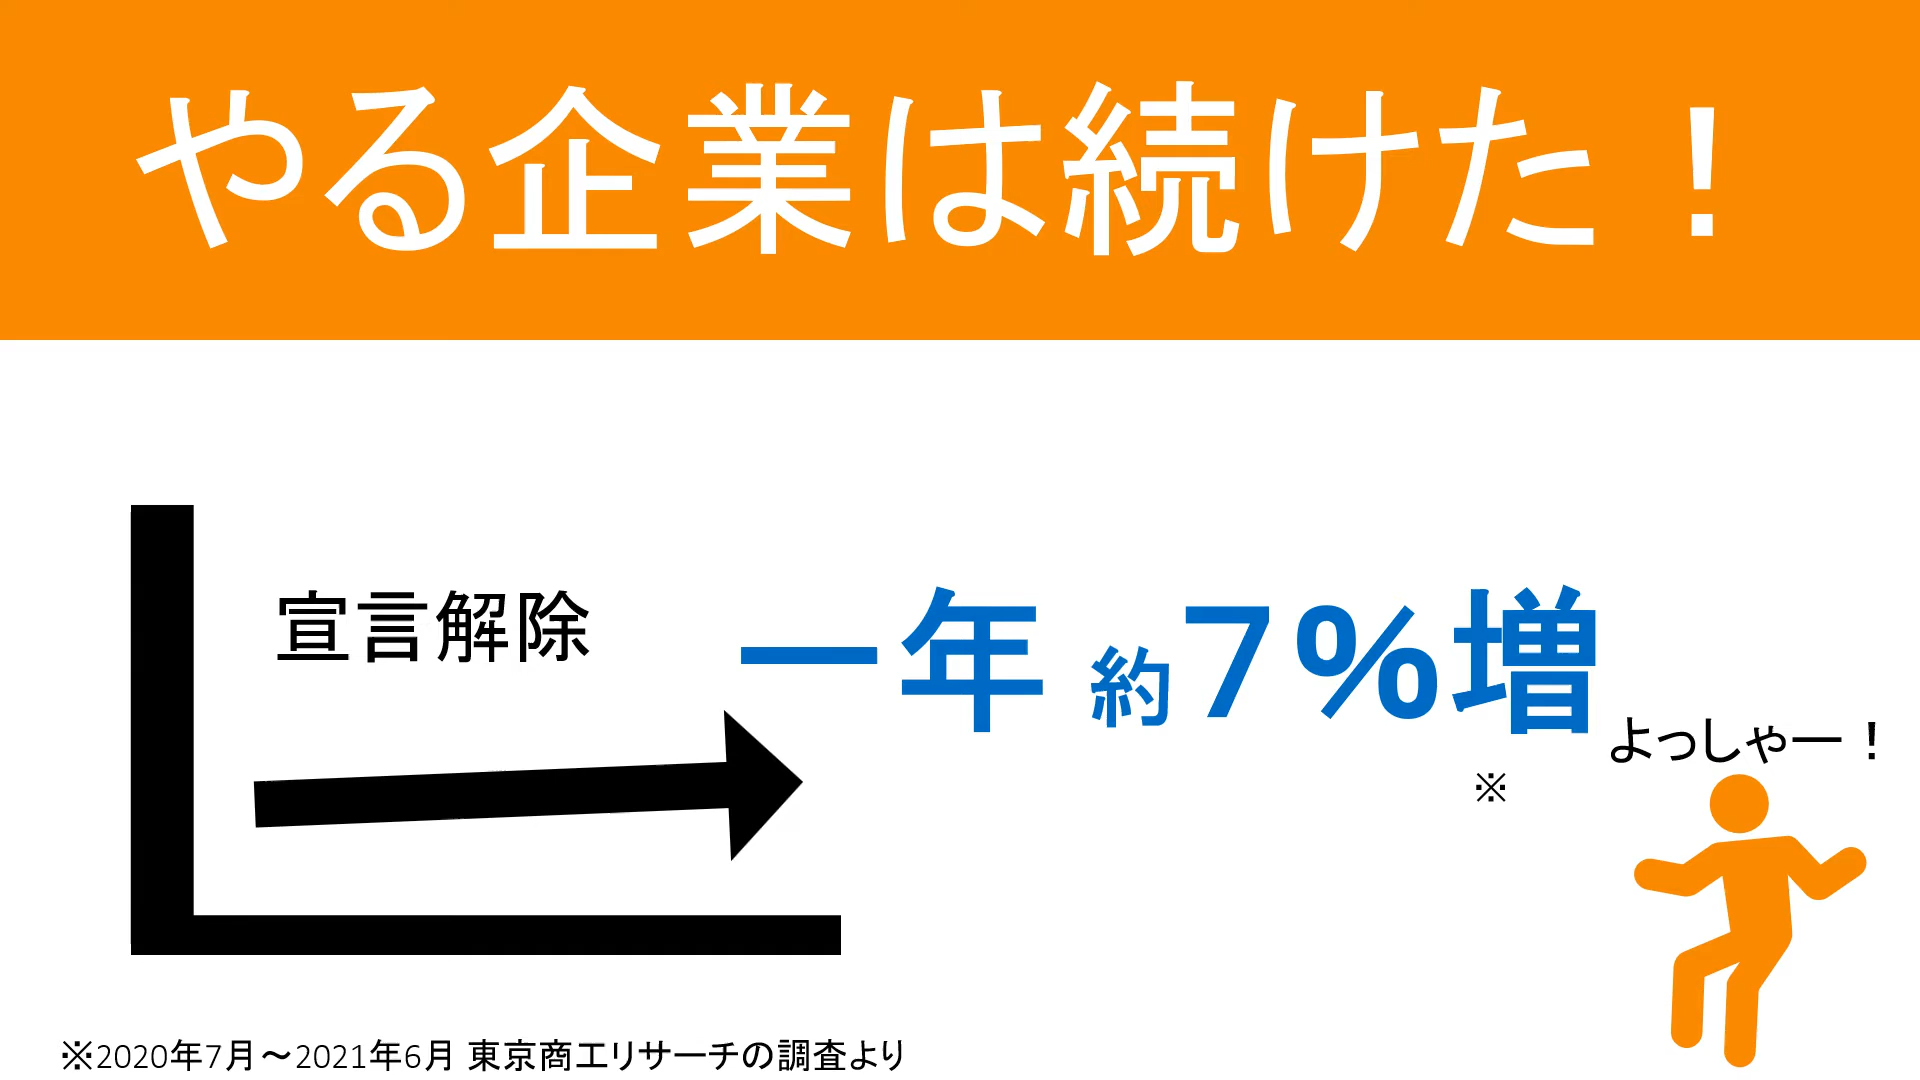 やる企業は続けた！
宣言解除
一年 約7%増
よっしゃー！
※
※2020年7月～2021年6月 東京商工リサーチの調査より